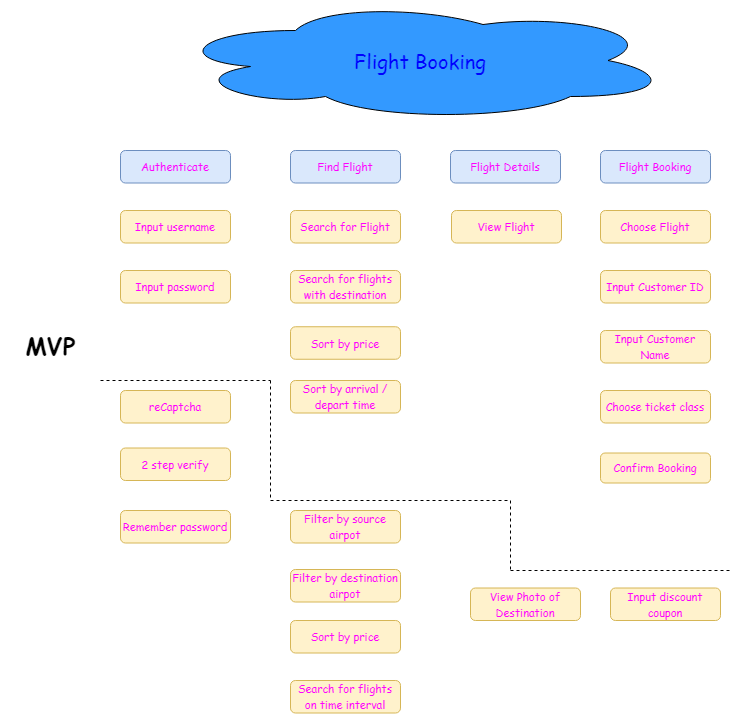 Flight Booking
Authenticate
Find Flight
Flight Details
Flight Booking
Input username
Search for Flight
View Flight
Choose Flight
Input password
Search for flights
with destination
Input Customer ID
MVP
Sort by price
Input Customer
Name
reCaptcha
Sort by arrival /
depart time
Choose ticket class
2 step verify
Confirm Booking
Remember password
Filter by source
airpot
Filter by destination
airpot
View Photo of
Destination
Input discount
coupon
Sort by price
Search for flights
on time interval